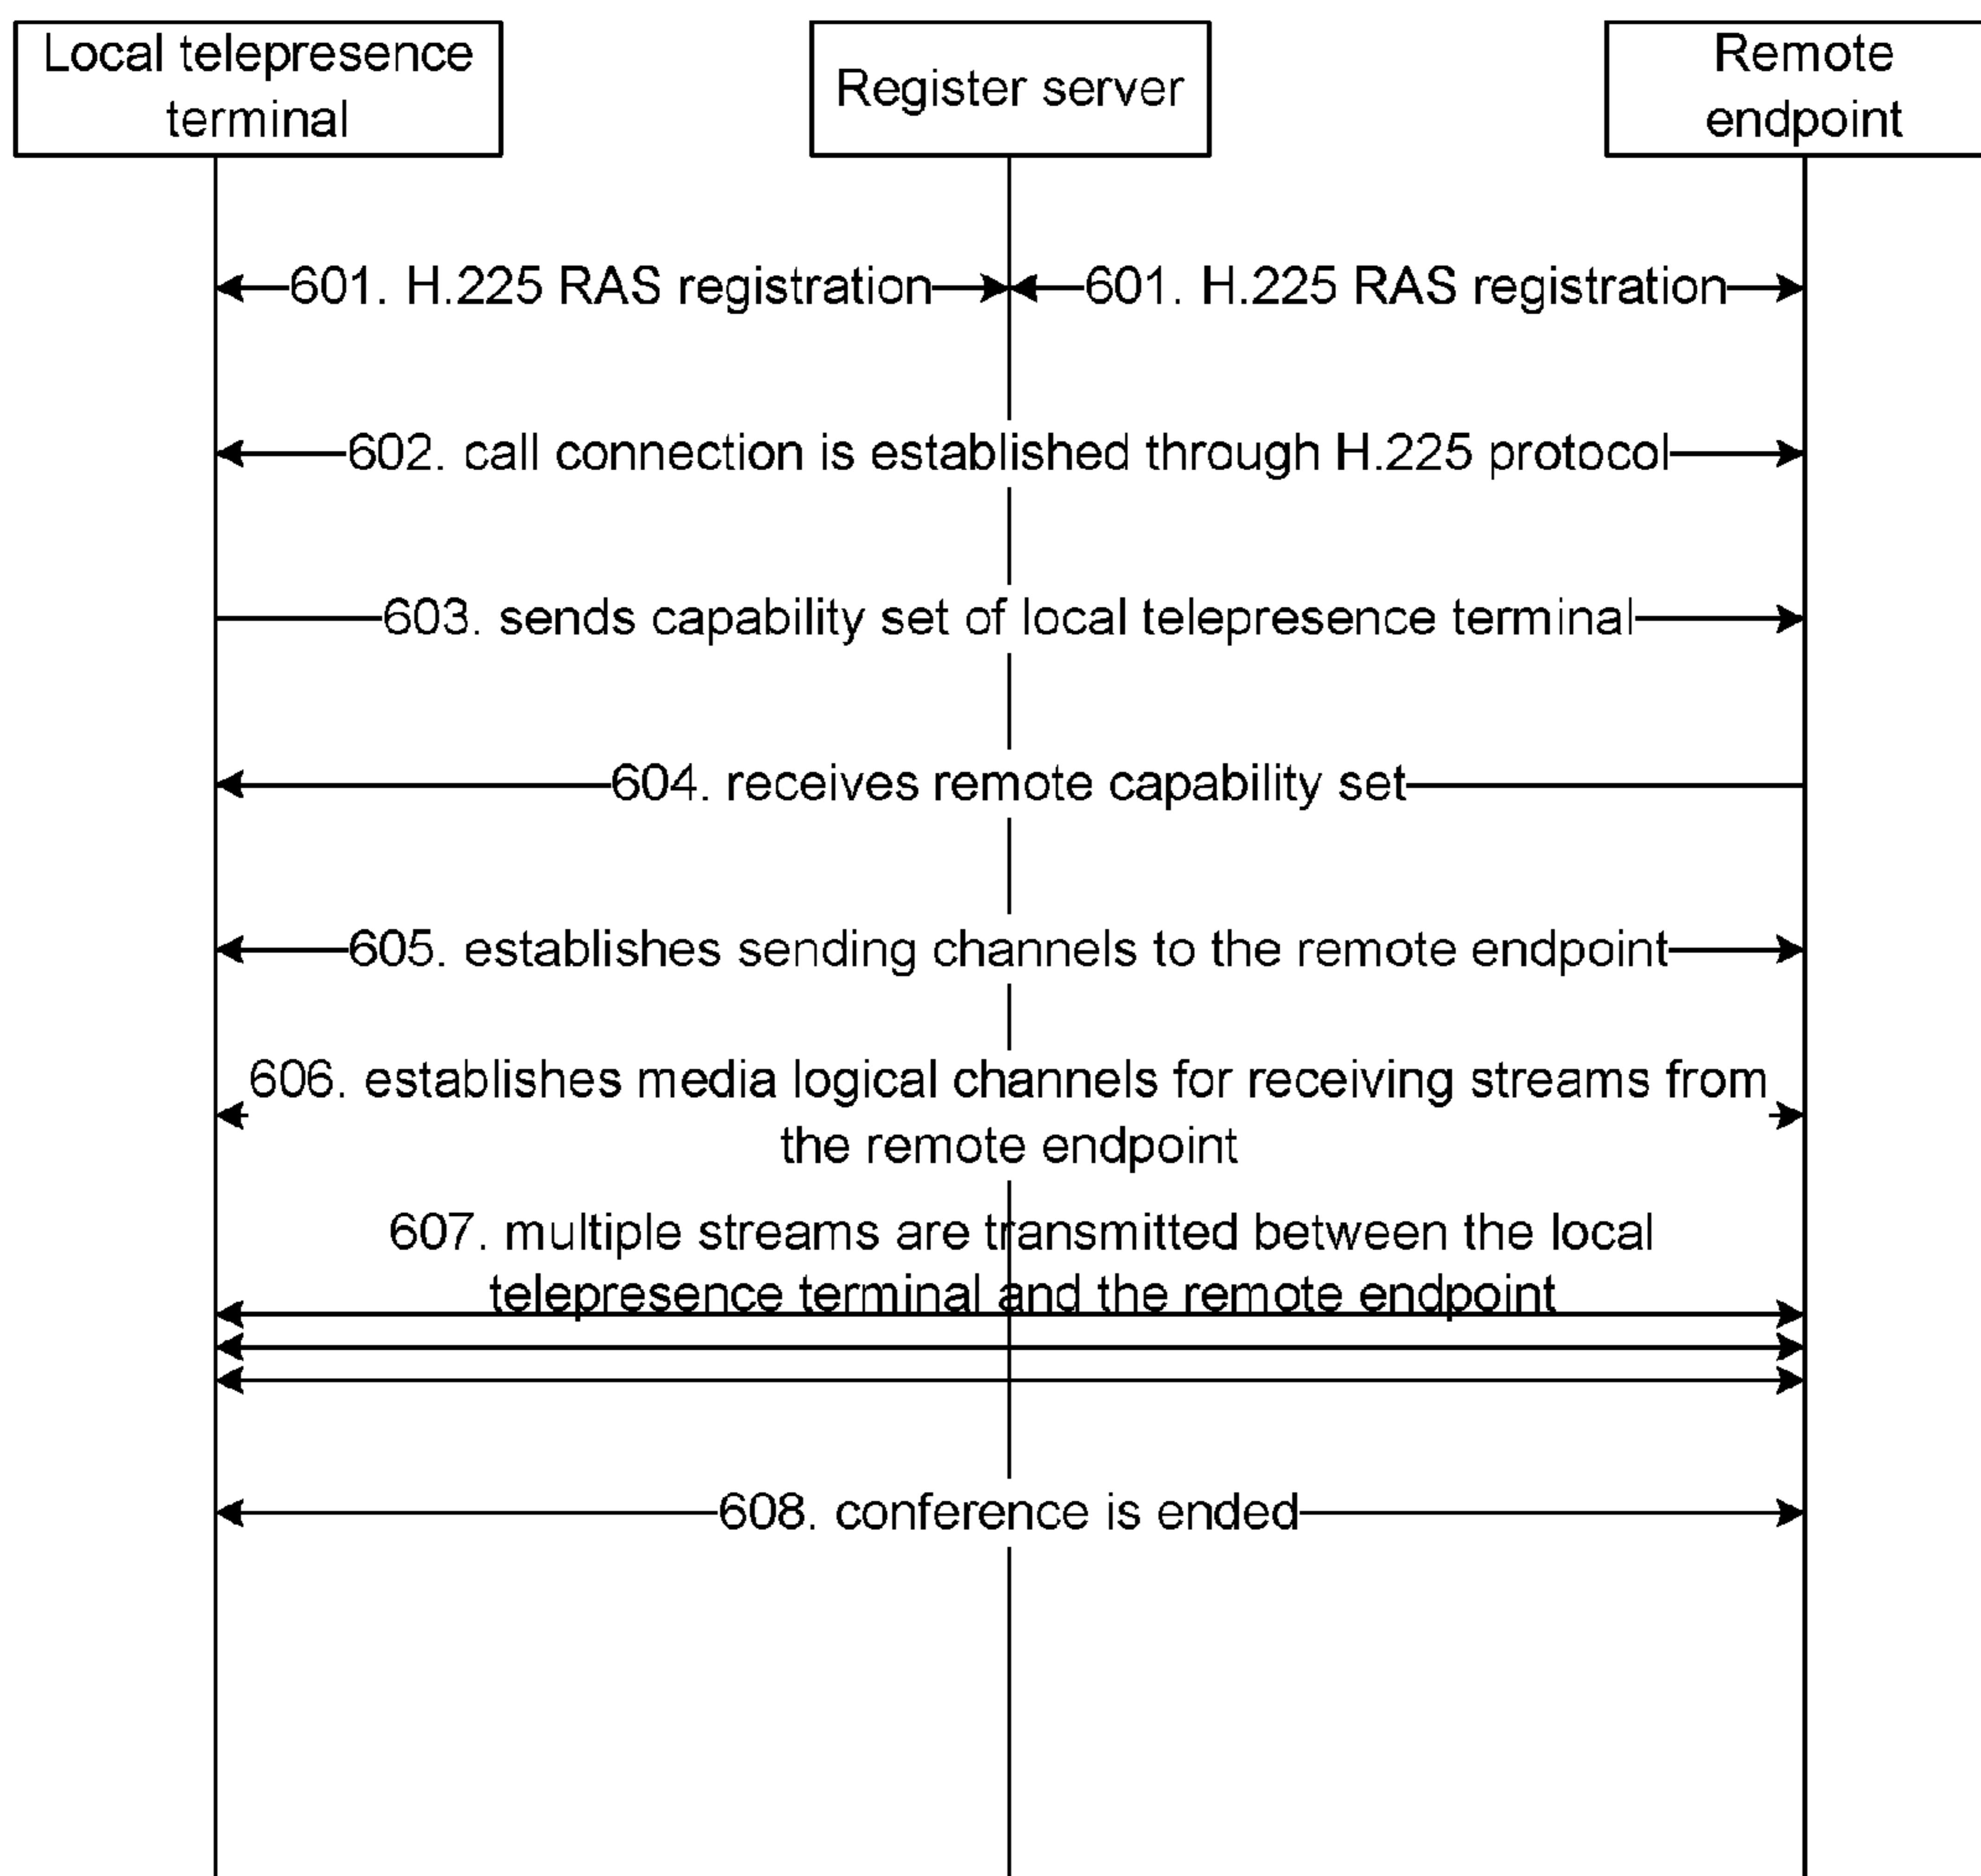 Local telepresence
terminal
Register server
Remote
endpoint
601. H.225 RAS registration
601. H.225 RAS registration
602. call connection is established through H.225 protocol
603. sends capability set of local telepresence terminal
604. receives remote capability set
605. establishes sending channels to the remote endpoint
606. establishes media logical channels for receiving streams from
the remote endpoint
607. multiple streams are transmitted between the local
telepresence terminal and the remote endpoint
608. conference is ended